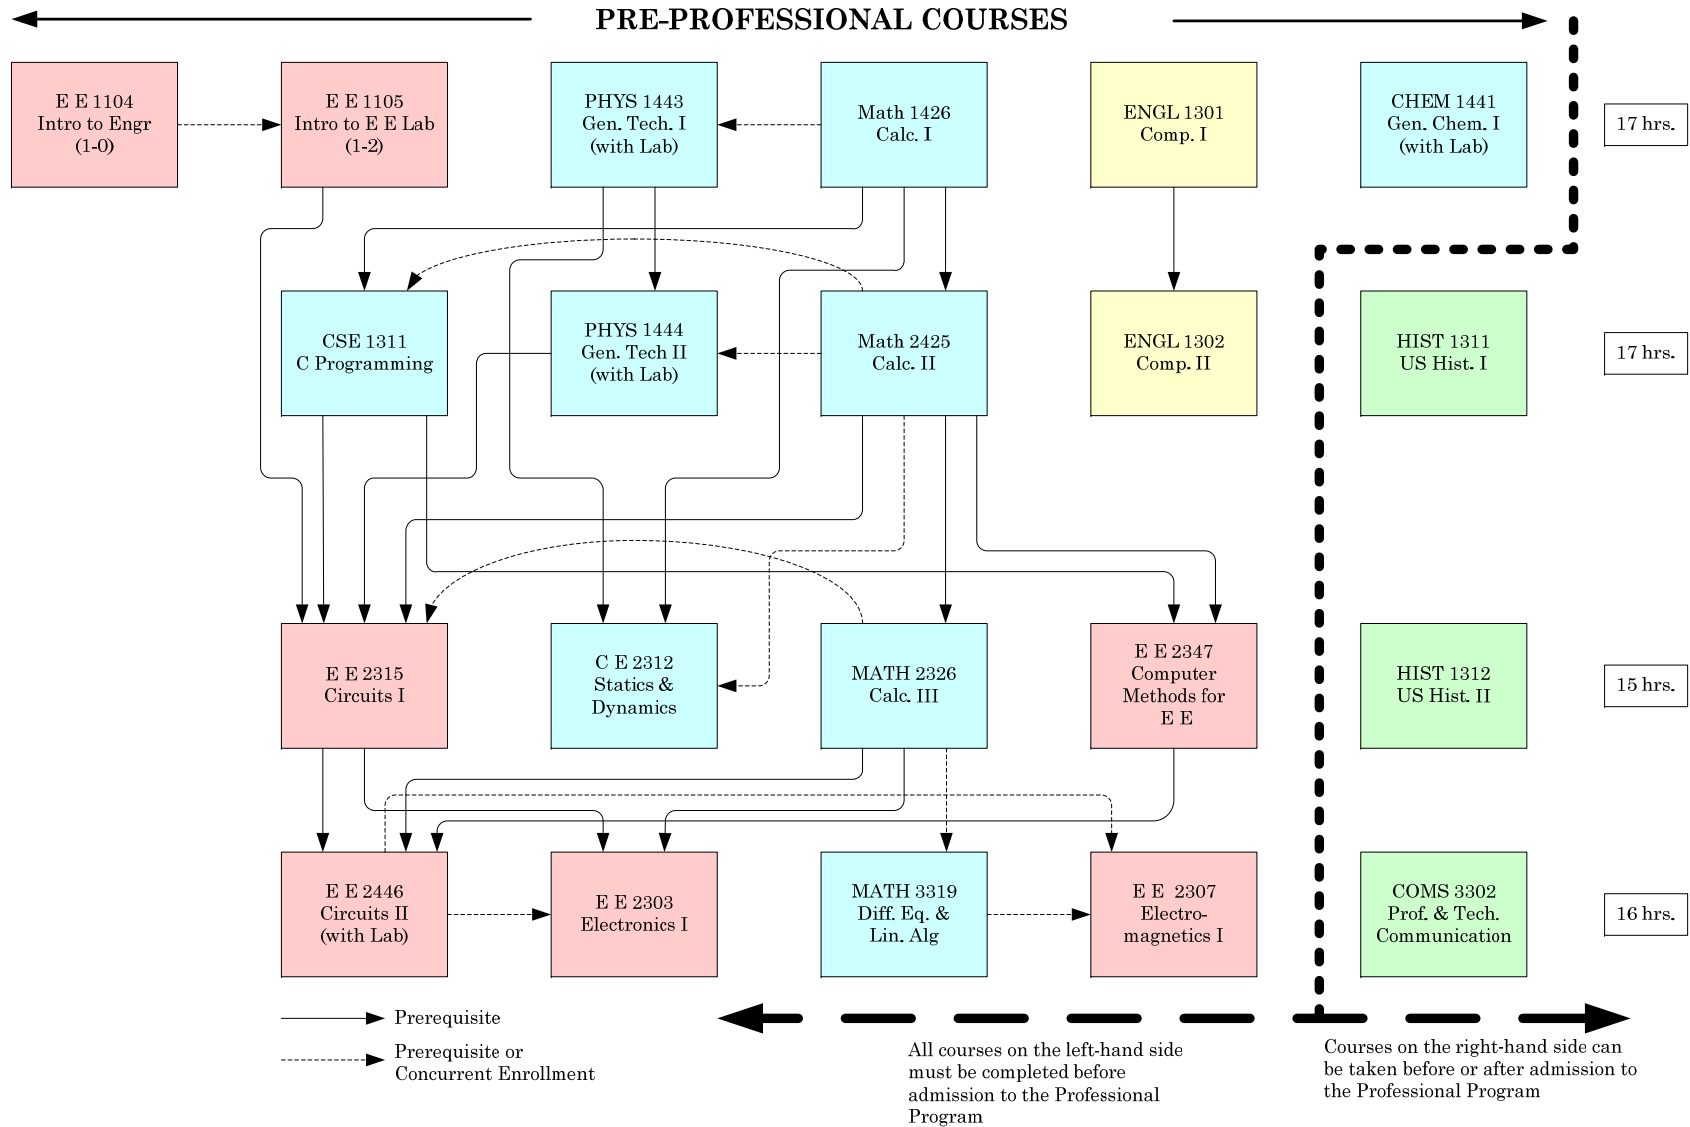 PRE-PROFESSIONAL COURSES
E E 1104
Intro to Engr
(1-0)
E E 1105
Intro to E E Lab
(1-2)
PHYS 1443
Gen. Tech. I
(with Lab)
Math 1426
Calc. I
ENGL 1301
Comp. I
CHEM 1441
Gen. Chem. I
(with Lab)
17 hrs.
CSE 1311
C Programming
PHYS 1444
Gen. Tech II
(with Lab)
Math 2425
Calc. II
ENGL 1302
Comp. II
HIST 1311
US Hist. I
17 hrs.
E E 2315
Circuits I
C E 2312
Statics &
Dynamics
MATH 2326
Calc. III
E E 2347
Computer
Methods for
E E
HIST 1312
US Hist. II
15 hrs.
E E 2446
Circuits II
(with Lab)
E E 2303
Electronics I
MATH 3319
Diff. Eq. &
Lin. Alg
E E 2307
Electro-
magnetics I
COMS 3302
Prof. & Tech.
Communication
16 hrs.
Prerequisite
Prerequisite or
Concurrent Enrollment
All courses on the left-hand side
must be completed before
admission to the Professional
Program
Courses on the right-hand side can
be taken before or after admission to
the Professional Program